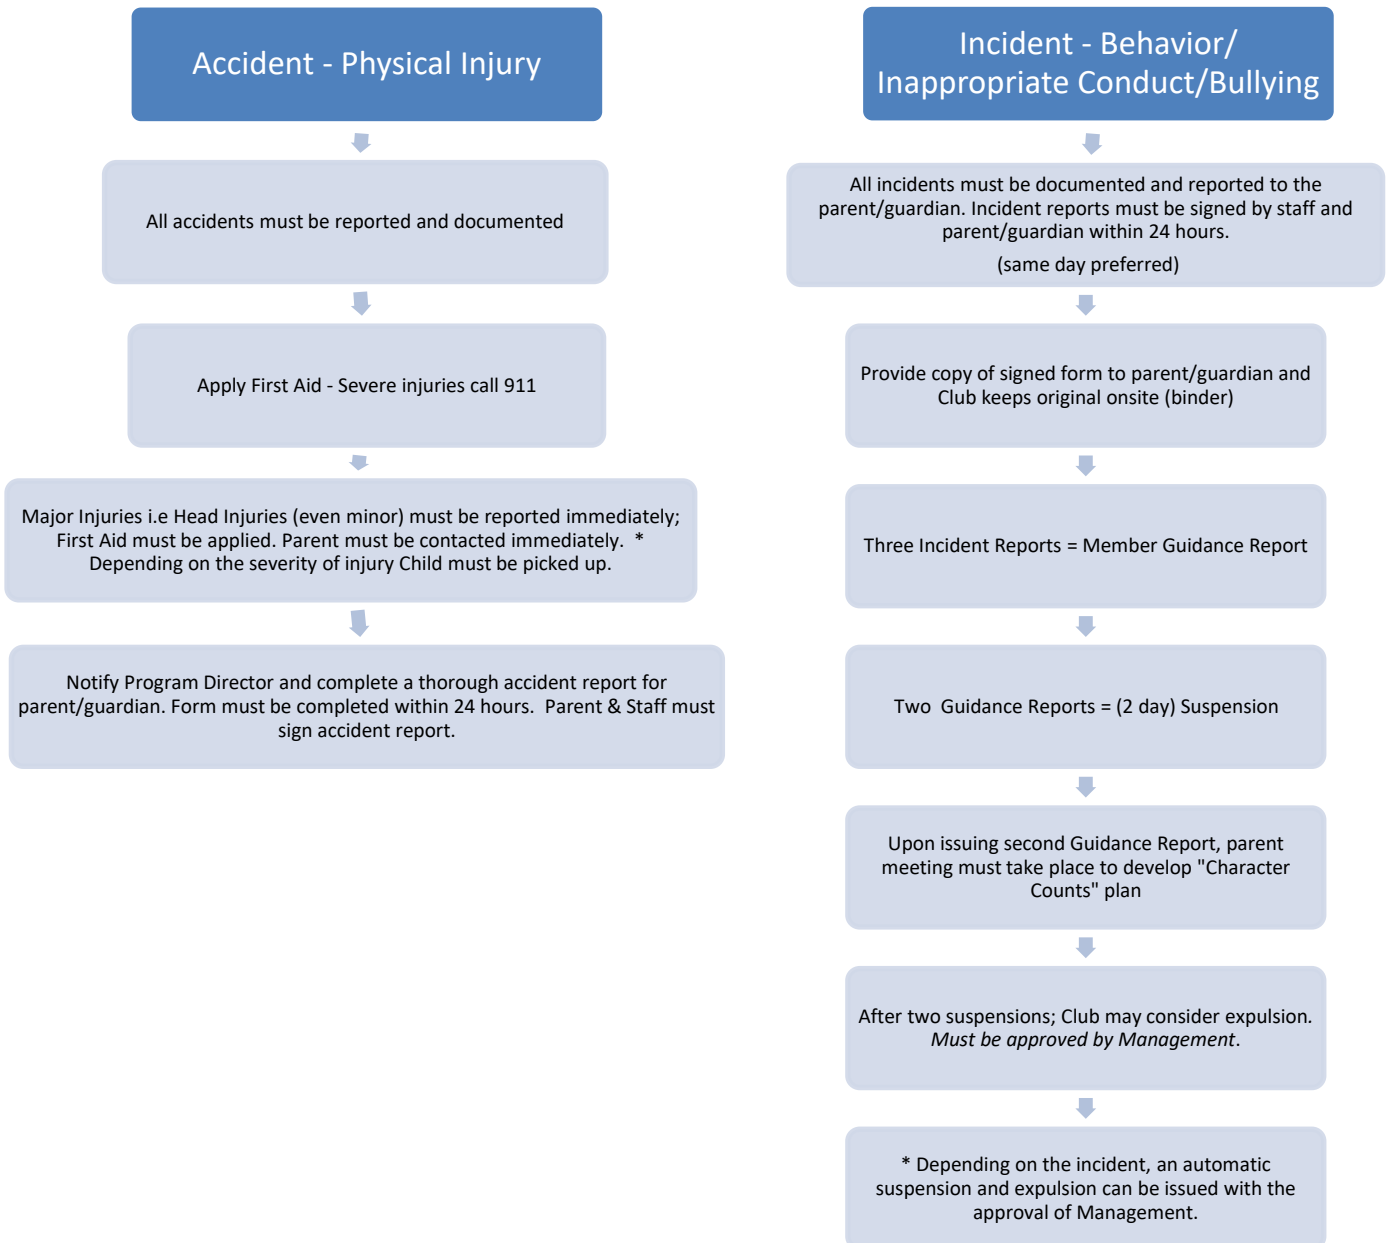 Accident - Physical Injury
All accidents must be reported and documented
Apply First Aid - Severe injuries call 911
Major Injuries i.e Head Injuries (even minor) must be reported immediately;
First Aid must be applied. Parent must be contacted immediately.  *
Depending on the severity of injury Child must be picked up.
Notify Program Director and complete a thorough accident report for
parent/guardian. Form must be completed within 24 hours.  Parent & Staff must
sign accident report.
Incident - Behavior/
Inappropriate Conduct/Bullying
All incidents must be documented and reported to the
parent/guardian. Incident reports must be signed by staff and
parent/guardian within 24 hours.
(same day preferred)
Provide copy of signed form to parent/guardian and
Club keeps original onsite (binder)
Three Incident Reports = Member Guidance Report
Two  Guidance Reports = (2 day) Suspension
Upon issuing second Guidance Report, parent
meeting must take place to develop "Character
Counts" plan
After two suspensions; Club may consider expulsion.
Must be approved by Management.
* Depending on the incident, an automatic
suspension and expulsion can be issued with the
approval of Management.